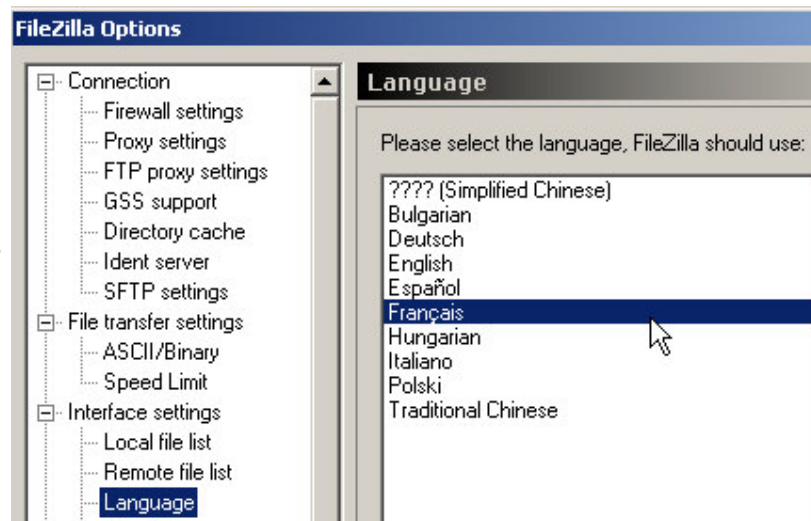 FileZilla Options
Connection
Firewall settings
Proxy settings
FTP proxy settings
GSS support
Directory cache
Ident server
SFTP settings
File transfer settings
ASCII/Binary
Speed Limit
Interface settings
Local file list
Remote file list
Language
Language
Please select the language, FileZilla should use:
???? (Simplified Chinese)
Bulgarian
Deutsch
English
Español
Français
Hungarian
Italiano
Polski
Traditional Chinese